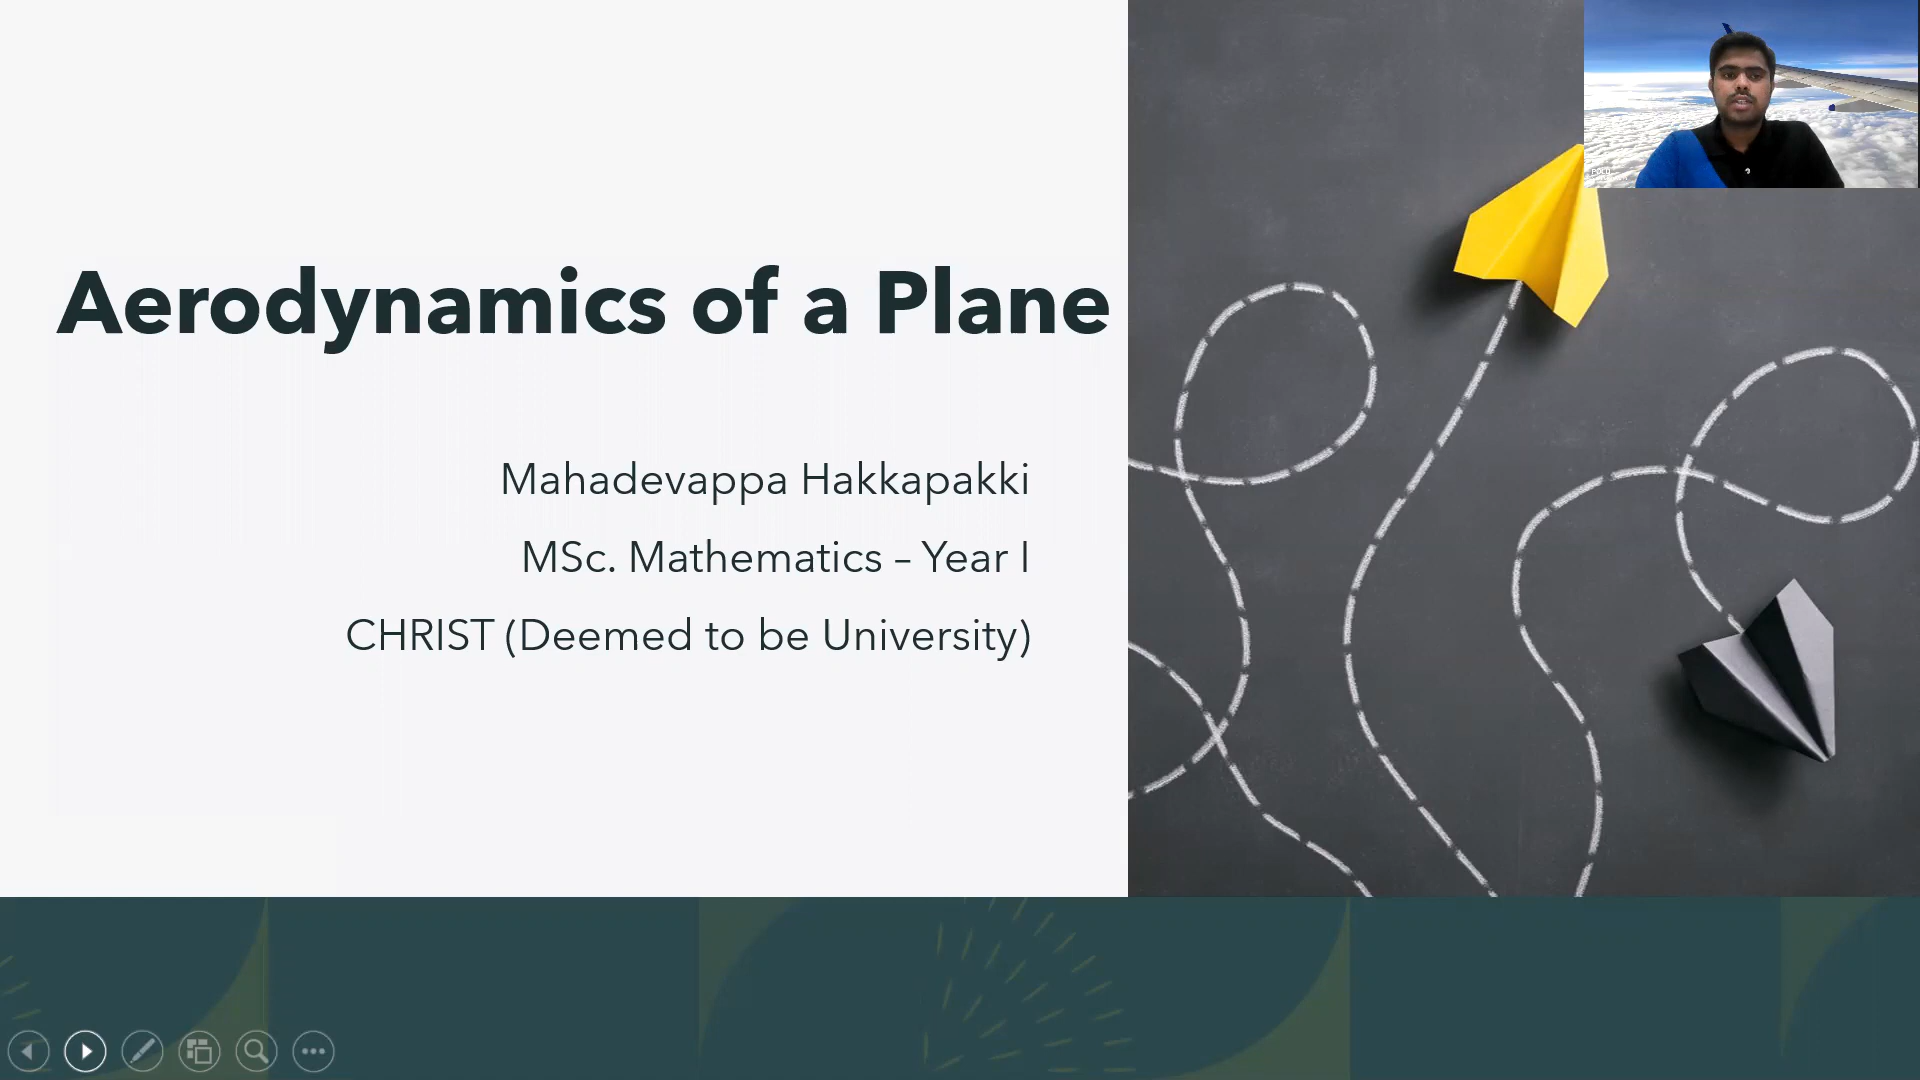 Aerodynamics of a Plane
Mahadevappa Hakkapakki
MSc. Mathematics – Year I
CHRIST (Deemed to be University)